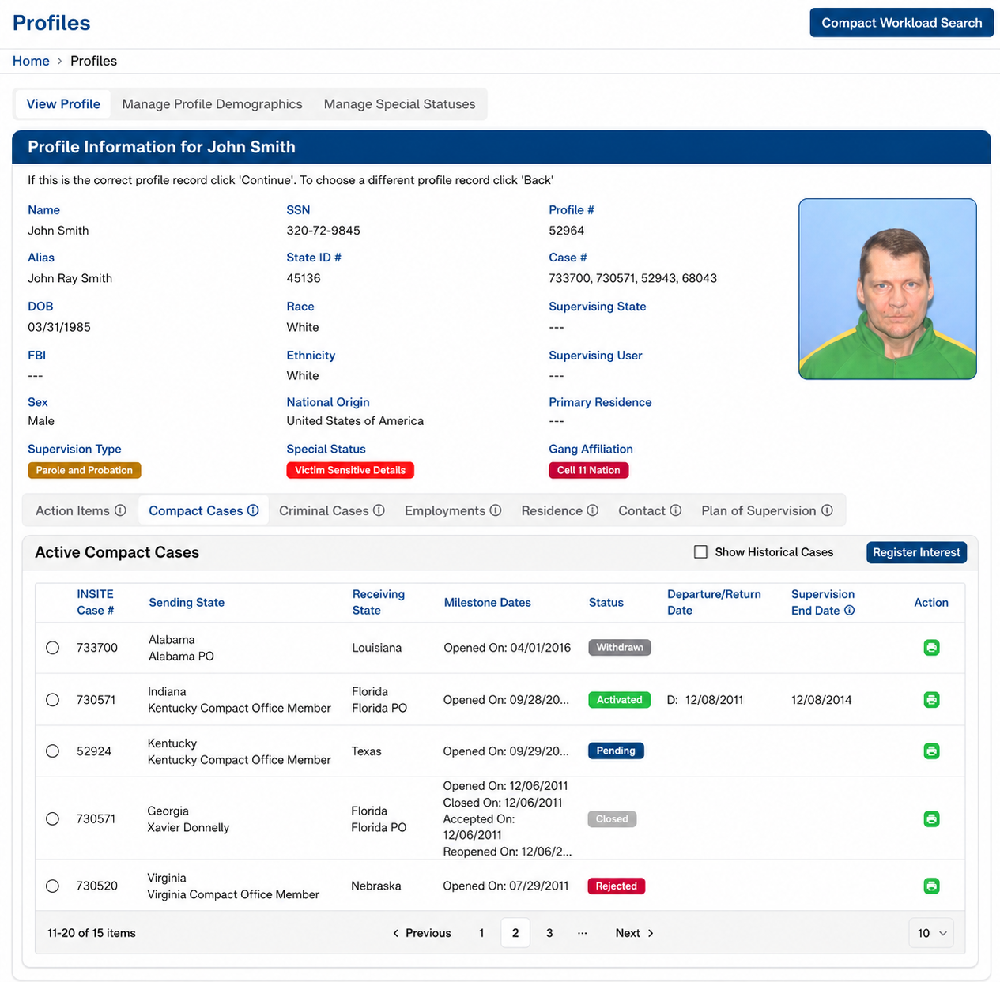 Profiles
Compact Workload Search
Home > Profiles
View Profile
Manage Profile Demographics
Manage Special Statuses
Profile Information for John Smith
If this is the correct profile record click 'Continue'. To choose a different profile record click 'Back'
Name
SSN
Profile #
John Smith
320-72-9845
52964
Alias
State ID #
Case #
John Ray Smith
45136
733700, 730571, 52943, 68043
DOB
Race
Supervising State
03/31/1985
White
---
FBI
Ethnicity
Supervising User
---
White
---
Sex
National Origin
Primary Residence
Male
United States of America
---
Supervision Type
Special Status
Gang Affiliation
Parole and Probation
Victim Sensitive Details
Cell 11 Nation
Action Items
Compact Cases
Criminal Cases
Employments
Residence
Contact
Plan of Supervision
Active Compact Cases
Show Historical Cases
Register Interest
INSITE
Case #
Sending State
Receiving
State
Milestone Dates
Status
Departure/Return
Date
Supervision
End Date
Action
733700
Alabama
Alabama PO
Louisiana
Opened On: 04/01/2016
Withdrawn
730571
Indiana
Kentucky Compact Office Member
Florida
Florida PO
Opened On: 09/28/20...
Activated
D: 12/08/2011
12/08/2014
52924
Kentucky
Kentucky Compact Office Member
Texas
Opened On: 09/29/20...
Pending
730571
Georgia
Xavier Donnelly
Florida
Florida PO
Opened On: 12/06/2011
Closed On: 12/06/2011
Accepted On:
12/06/2011
Reopened On: 12/06/2...
Closed
730520
Virginia
Virginia Compact Office Member
Nebraska
Opened On: 07/29/2011
Rejected
11-20 of 15 items
< Previous
1
2
3
...
Next >
10